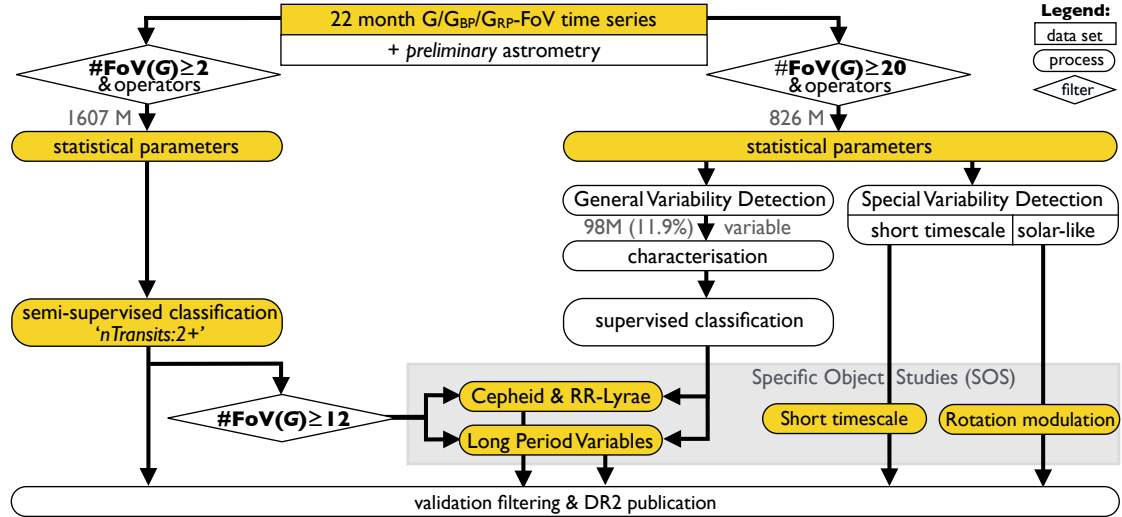 22 month G/GBP/GRP-FoV time series
+ preliminary astrometry
Legend:
data set
process
filter
#FoV(G)≥2
& operators
#FoV(G)≥20
& operators
1607 M
826 M
statistical parameters
statistical parameters
General Variability Detection
Special Variability Detection
short timescale
solar-like
98M (11.9%)
variable
characterisation
semi-supervised classification
‘nTransits:2+’
supervised classification
Specific Object Studies (SOS)
#FoV(G)≥12
Cepheid & RR-Lyrae
Long Period Variables
Short timescale
Rotation modulation
validation filtering & DR2 publication